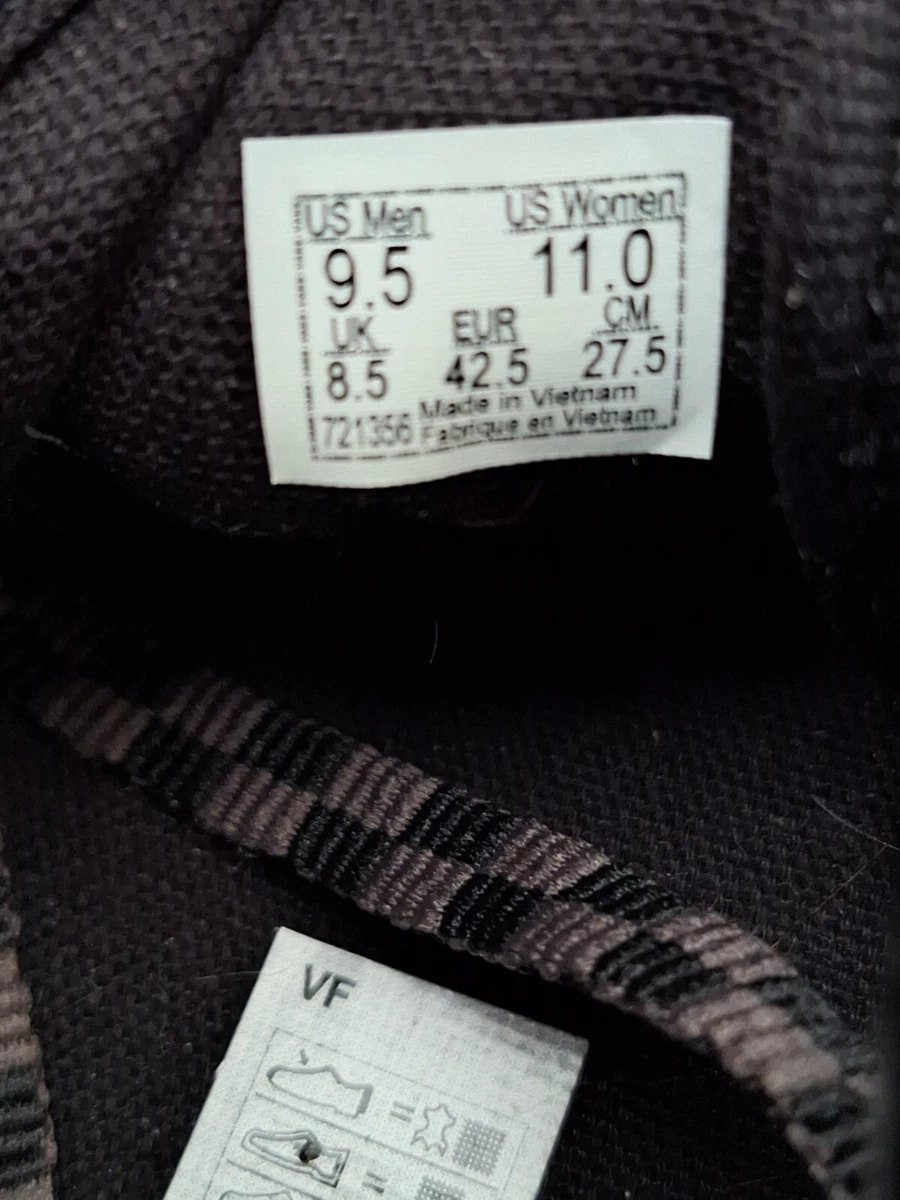 US Men US Women
9.5 11.0
UK EUR CM
8.5 42.5 27.5
721356 Made in Vietnam
Fabrique en Vietnam
VF
=
=